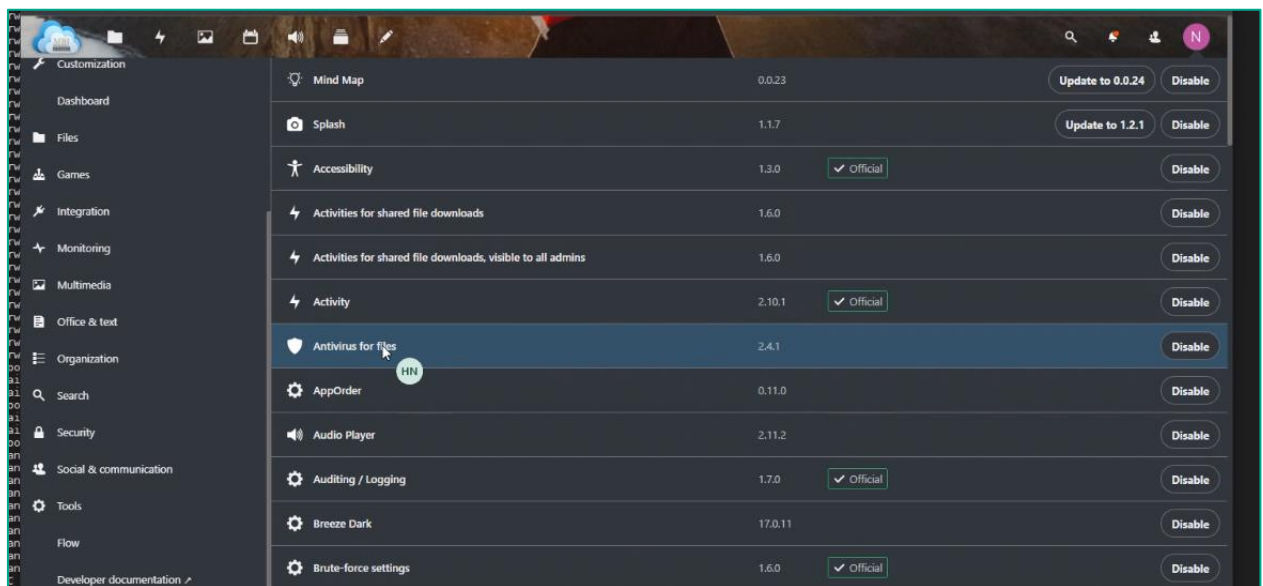 N
Customization
Dashboard
Files
Games
Integration
Monitoring
Multimedia
Office & text
Organization
Search
Security
Social & communication
Tools
Flow
Developer documentation ↗
Mind Map 0.0.23 Update to 0.0.24 Disable
Splash 1.1.7 Update to 1.2.1 Disable
Accessibility 1.3.0 ✓ Official Disable
Activities for shared file downloads 1.6.0 Disable
Activities for shared file downloads, visible to all admins 1.6.0 Disable
Activity 2.10.1 ✓ Official Disable
Antivirus for files 2.4.1 Disable
HN
AppOrder 0.11.0 Disable
Audio Player 2.11.2 Disable
Auditing / Logging 1.7.0 ✓ Official Disable
Breeze Dark 17.0.11 Disable
Brute-force settings 1.6.0 ✓ Official Disable